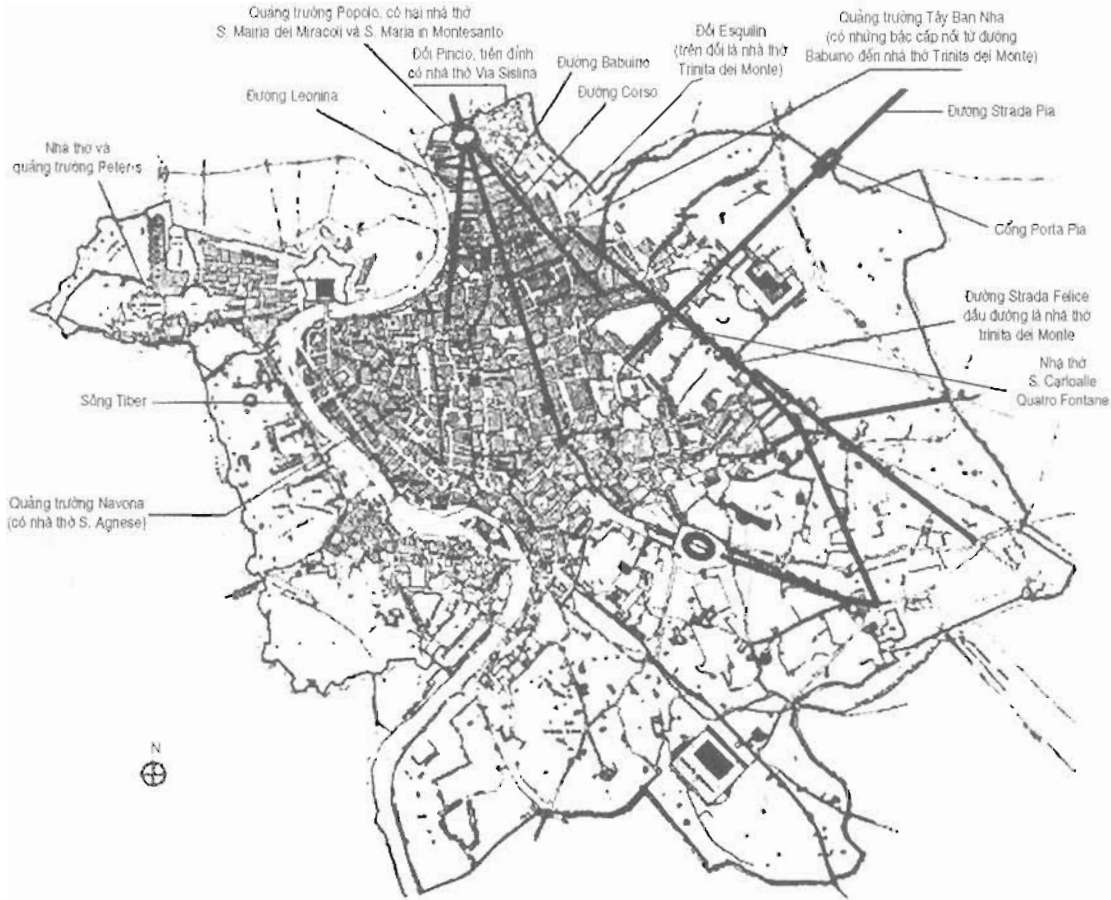 Quảng trường Popolo, có hai nhà thờ
S. Mairia dei Miracoli và S. Maria in Montesanto
Đồi Pincio, trên đỉnh
có nhà thờ Via Sislina
Đường Leonina
Đường Babuino
Đường Corso
Đồi Esquilin
(trên đồi là nhà thờ
Trinita dei Monte)
Quảng trường Tây Ban Nha
(có những bậc cấp nối từ đường
Babuino đến nhà thờ Trinita dei Monte)
Đường Strada Pia
Nhà thờ và
quảng trường Peter's
Cổng Porta Pia
Đường Strada Felice
đầu đường là nhà thờ
trinita dei Monte
Nhà thờ
S. Carloalle
Quatro Fontane
Sông Tiber
Quảng trường Navona
(có nhà thờ S. Agnese)
N